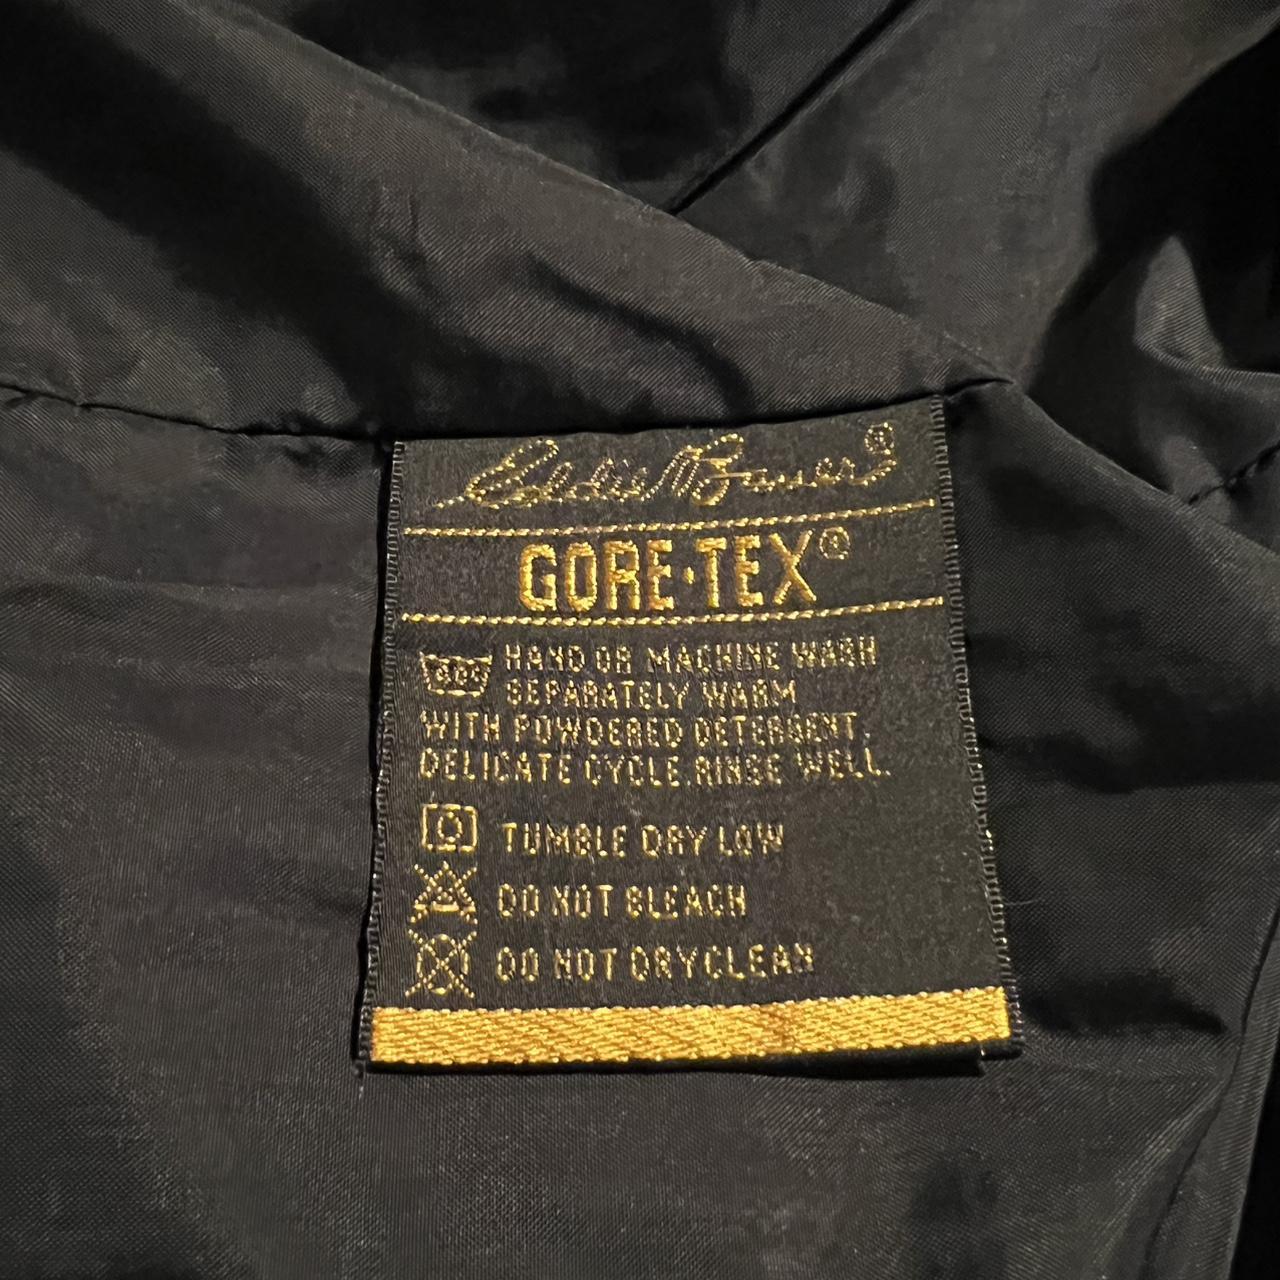 Eddie Bauer®
GORE-TEX®
HAND OR MACHINE WASH
SEPARATELY WARM
WITH POWDERED DETERGENT,
DELICATE CYCLE.RINSE WELL.
TUMBLE DRY LOW
DO NOT BLEACH
DO NOT DRYCLEAN